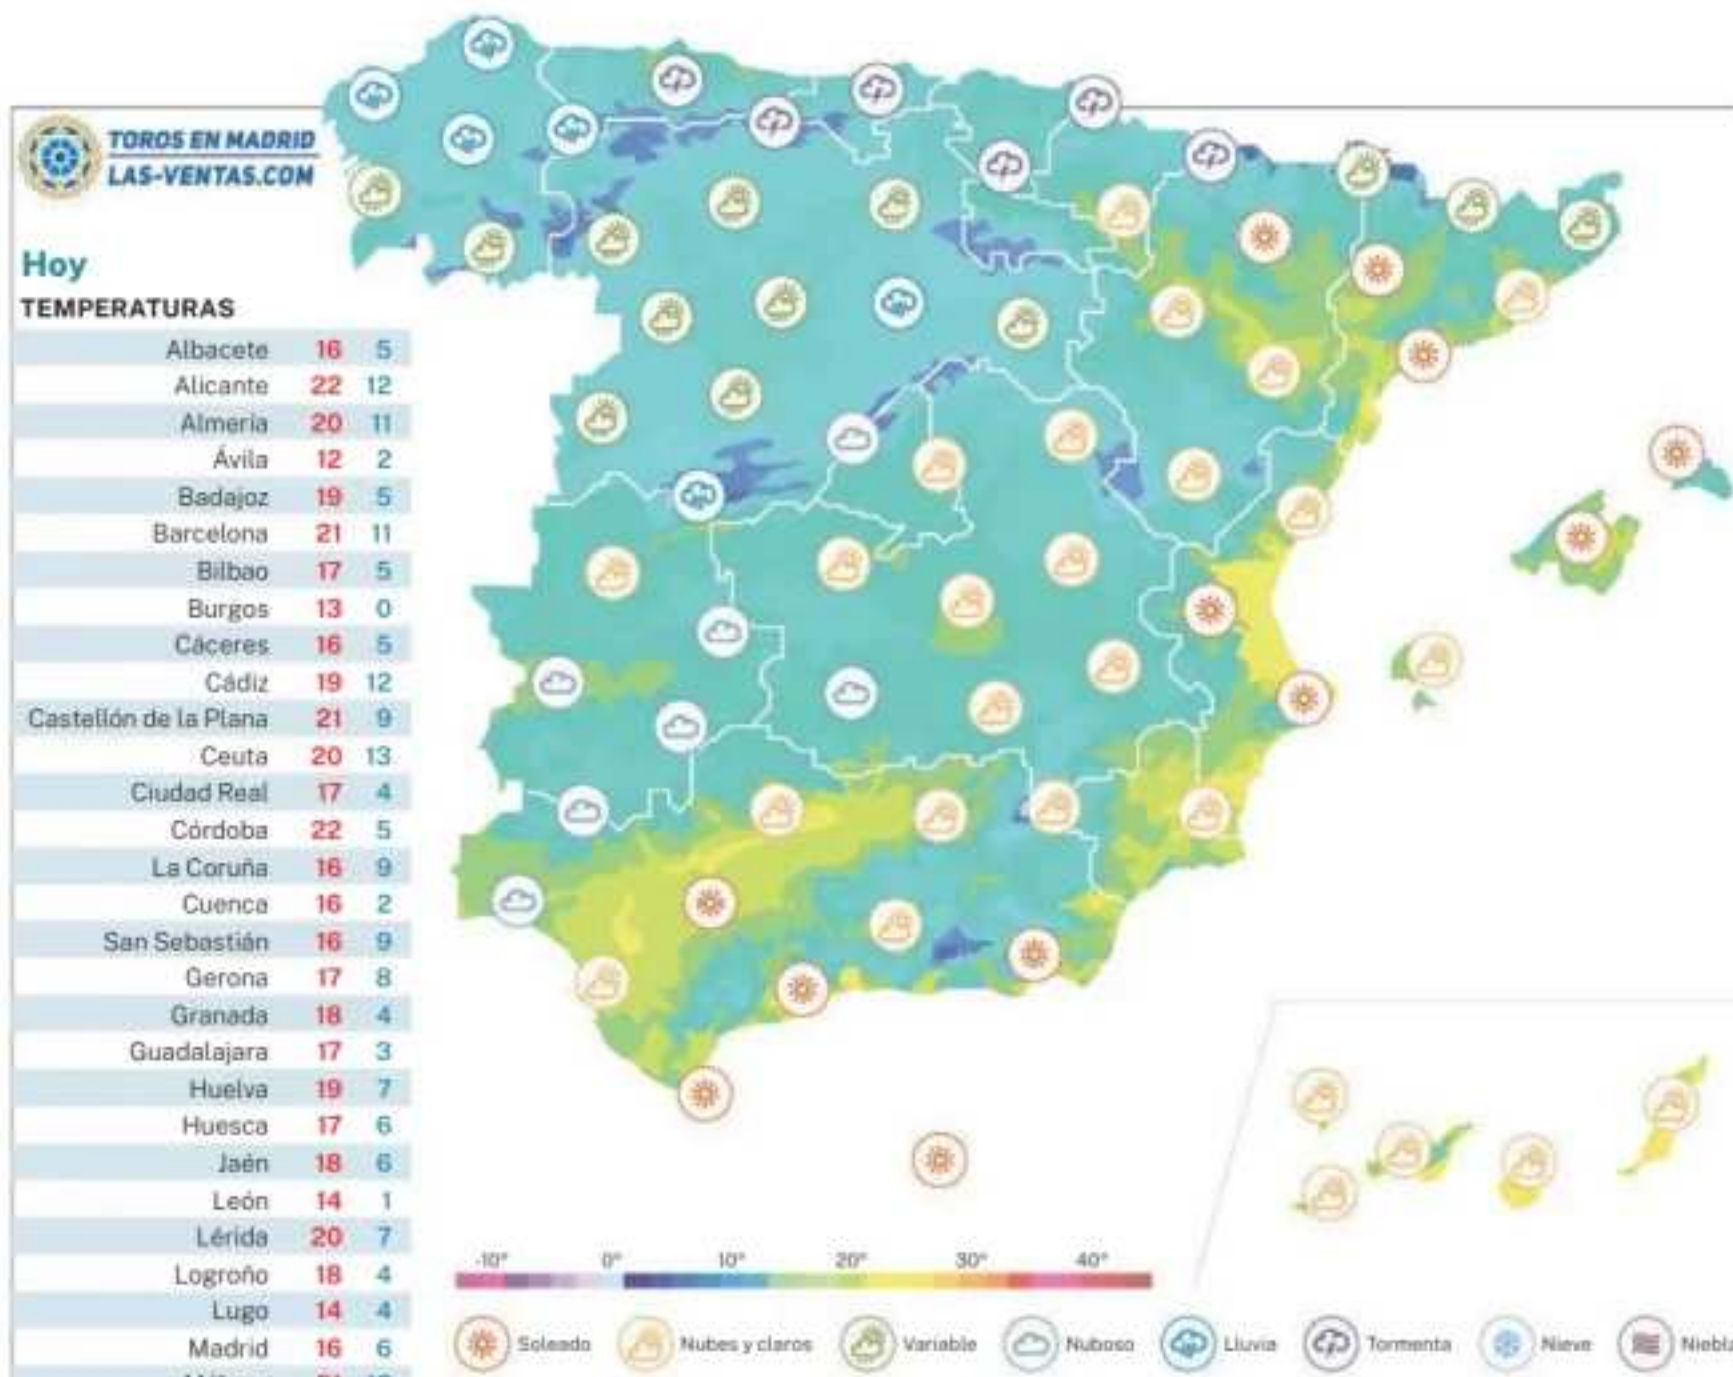 TOROS EN MADRID
LAS-VENTAS.COM
Hoy
TEMPERATURAS
Albacete 16 5
Alicante 22 12
Almería 20 11
Ávila 12 2
Badajoz 19 5
Barcelona 21 11
Bilbao 17 5
Burgos 13 0
Cáceres 16 5
Cádiz 19 12
Castellón de la Plana 21 9
Ceuta 20 13
Ciudad Real 17 4
Córdoba 22 5
La Coruña 16 9
Cuenca 16 2
San Sebastián 16 9
Gerona 17 8
Granada 18 4
Guadalajara 17 3
Huelva 19 7
Huesca 17 6
Jaén 18 6
León 14 1
Lérida 20 7
Logroño 18 4
Lugo 14 4
Madrid 16 6
-10° 0° 10° 20° 30° 40°
Soleado Nubes y claros Variable Nuboso Lluvia Tormenta Nieve